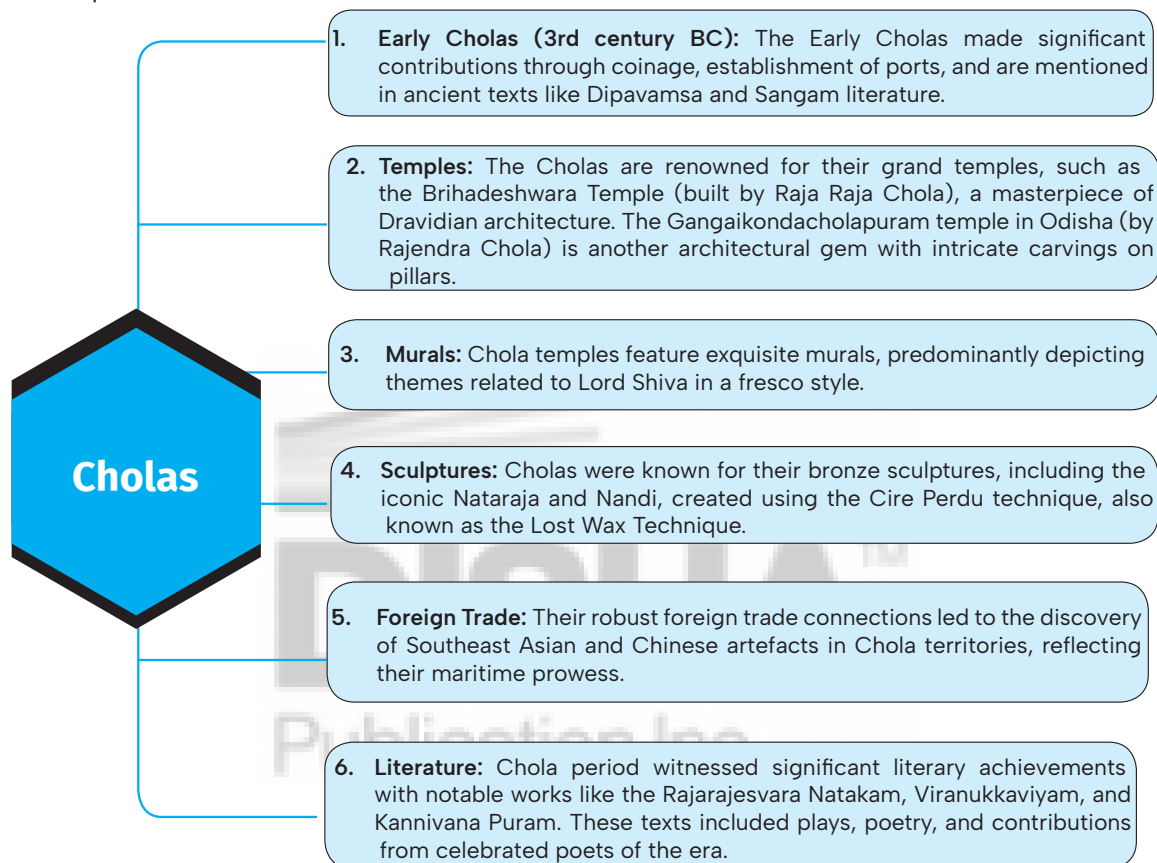 1. Early Cholas (3rd century BC): The Early Cholas made significant
contributions through coinage, establishment of ports, and are mentioned
in ancient texts like Dipavamsa and Sangam literature.
2. Temples: The Cholas are renowned for their grand temples, such as
the Brihadeshwara Temple (built by Raja Raja Chola), a masterpiece of
Dravidian architecture. The Gangaikondacholapuram temple in Odisha (by
Rajendra Chola) is another architectural gem with intricate carvings on
pillars.
3. Murals: Chola temples feature exquisite murals, predominantly depicting
themes related to Lord Shiva in a fresco style.
Cholas
4. Sculptures: Cholas were known for their bronze sculptures, including the
iconic Nataraja and Nandi, created using the Cire Perdu technique, also
known as the Lost Wax Technique.
5. Foreign Trade: Their robust foreign trade connections led to the discovery
of Southeast Asian and Chinese artefacts in Chola territories, reflecting
their maritime prowess.
6. Literature: Chola period witnessed significant literary achievements
with notable works like the Rajarajesvara Natakam, Viranukkaviyam, and
Kannivana Puram. These texts included plays, poetry, and contributions
from celebrated poets of the era.